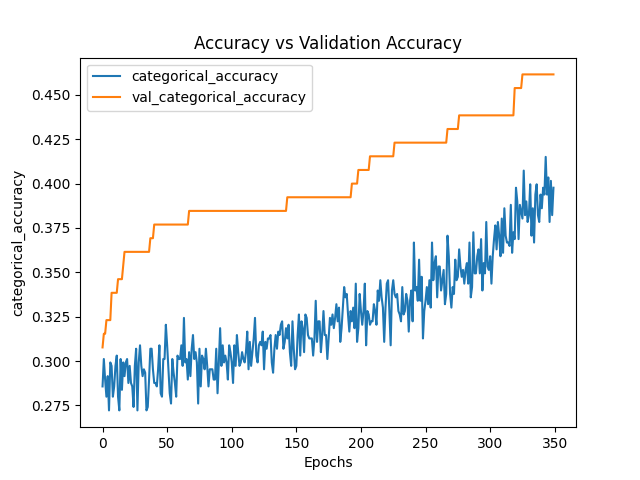 Accuracy vs Validation Accuracy
categorical_accuracy
val_categorical_accuracy
categorical_accuracy
0.450
0.425
0.400
0.375
0.350
0.325
0.300
0.275
0 50 100 150 200 250 300 350
Epochs